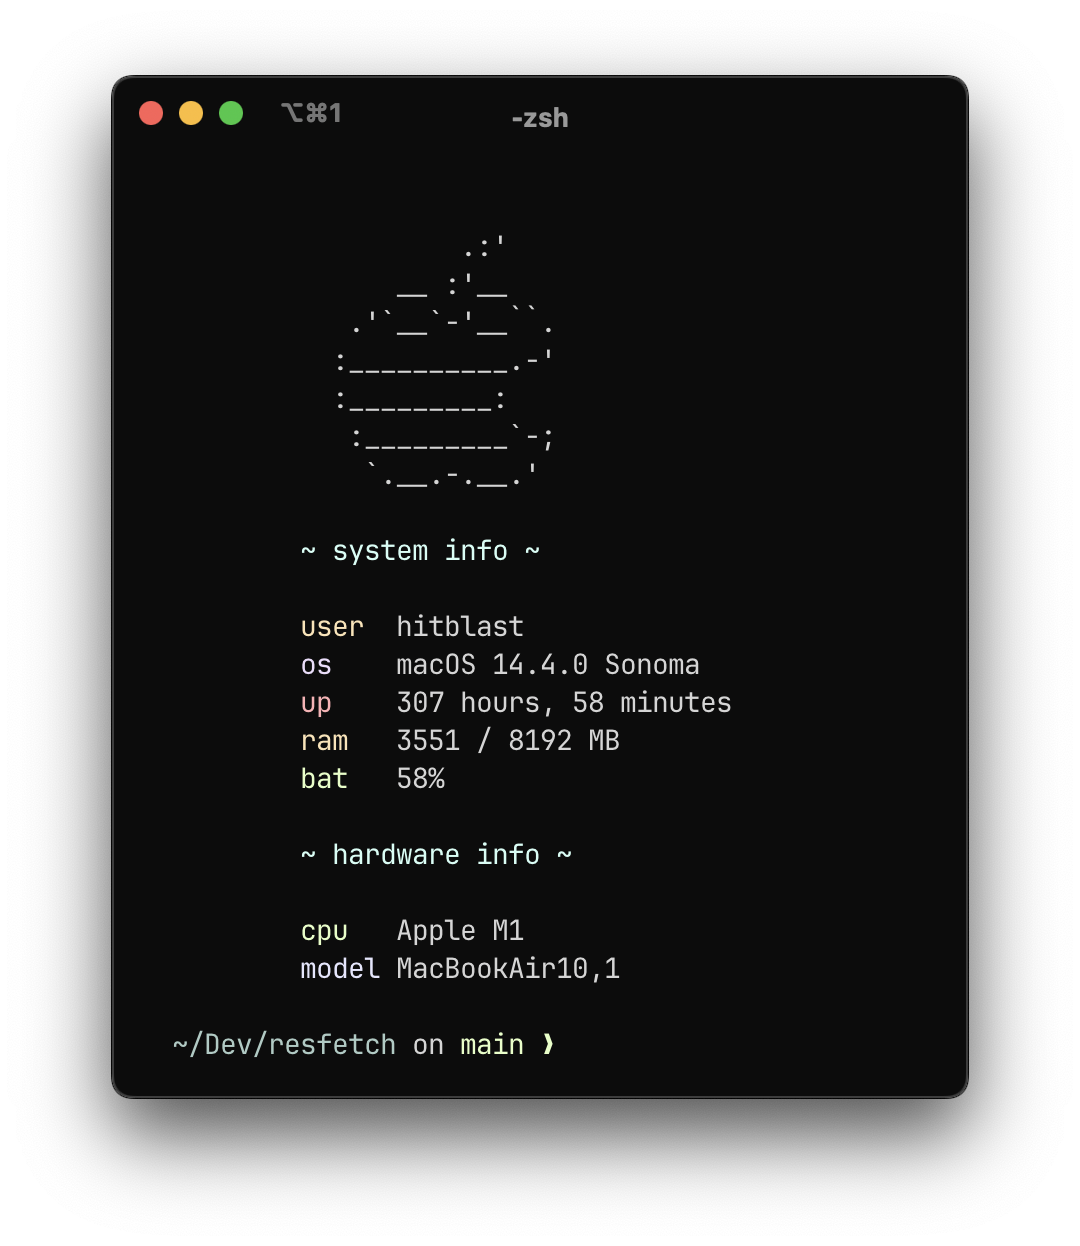 ⌥⌘1 -zsh
          .:'
      __ :'__
   .'`__`-'__``.
  :__________.-'
  :_________:
   :_________`-;
    `.__.-.__.'
~ system info ~
user  hitblast
os    macOS 14.4.0 Sonoma
up    307 hours, 58 minutes
ram   3551 / 8192 MB
bat   58%
~ hardware info ~
cpu   Apple M1
model MacBookAir10,1
~/Dev/resfetch on main ❯